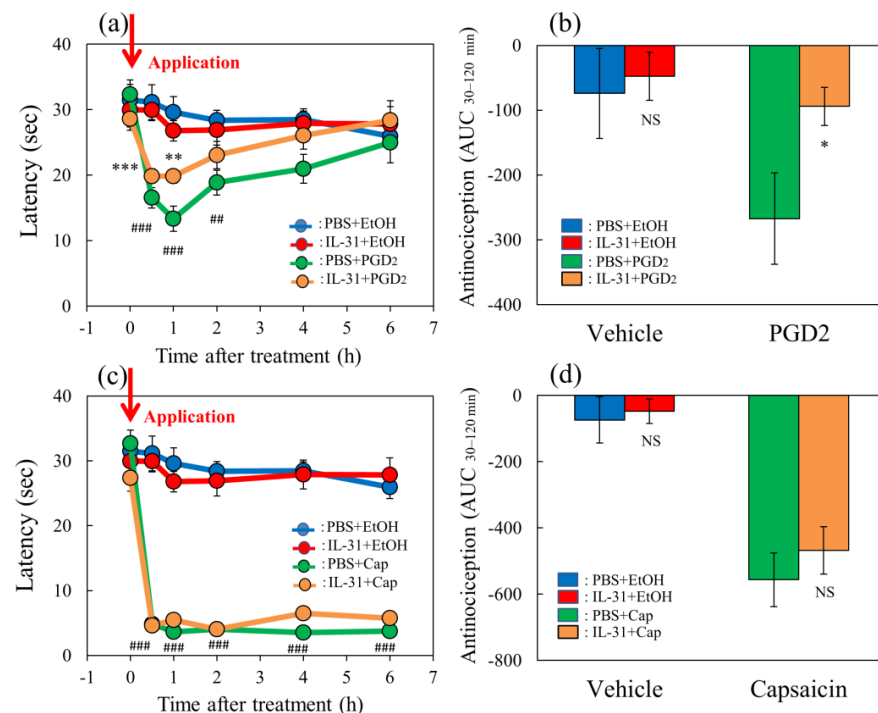 (a)
Application
Latency (sec)
40
30
20
10
0
***
**
###
###
##
: PBS+EtOH
: IL-31+EtOH
: PBS+PGD2
: IL-31+PGD2
-1 0 1 2 3 4 5 6 7
Time after treatment (h)
(b)
Antinociception (AUC 30–120 min)
0
-100
-200
-300
-400
NS
*
: PBS+EtOH
: IL-31+EtOH
: PBS+PGD2
: IL-31+PGD2
Vehicle PGD2
(c)
Application
Latency (sec)
40
30
20
10
0
: PBS+EtOH
: IL-31+EtOH
: PBS+Cap
: IL-31+Cap
### ### ### ### ###
-1 0 1 2 3 4 5 6 7
Time after treatment (h)
(d)
Antinociception (AUC 30–120 min)
0
-200
-400
-600
-800
NS
NS
: PBS+EtOH
: IL-31+EtOH
: PBS+Cap
: IL-31+Cap
Vehicle Capsaicin